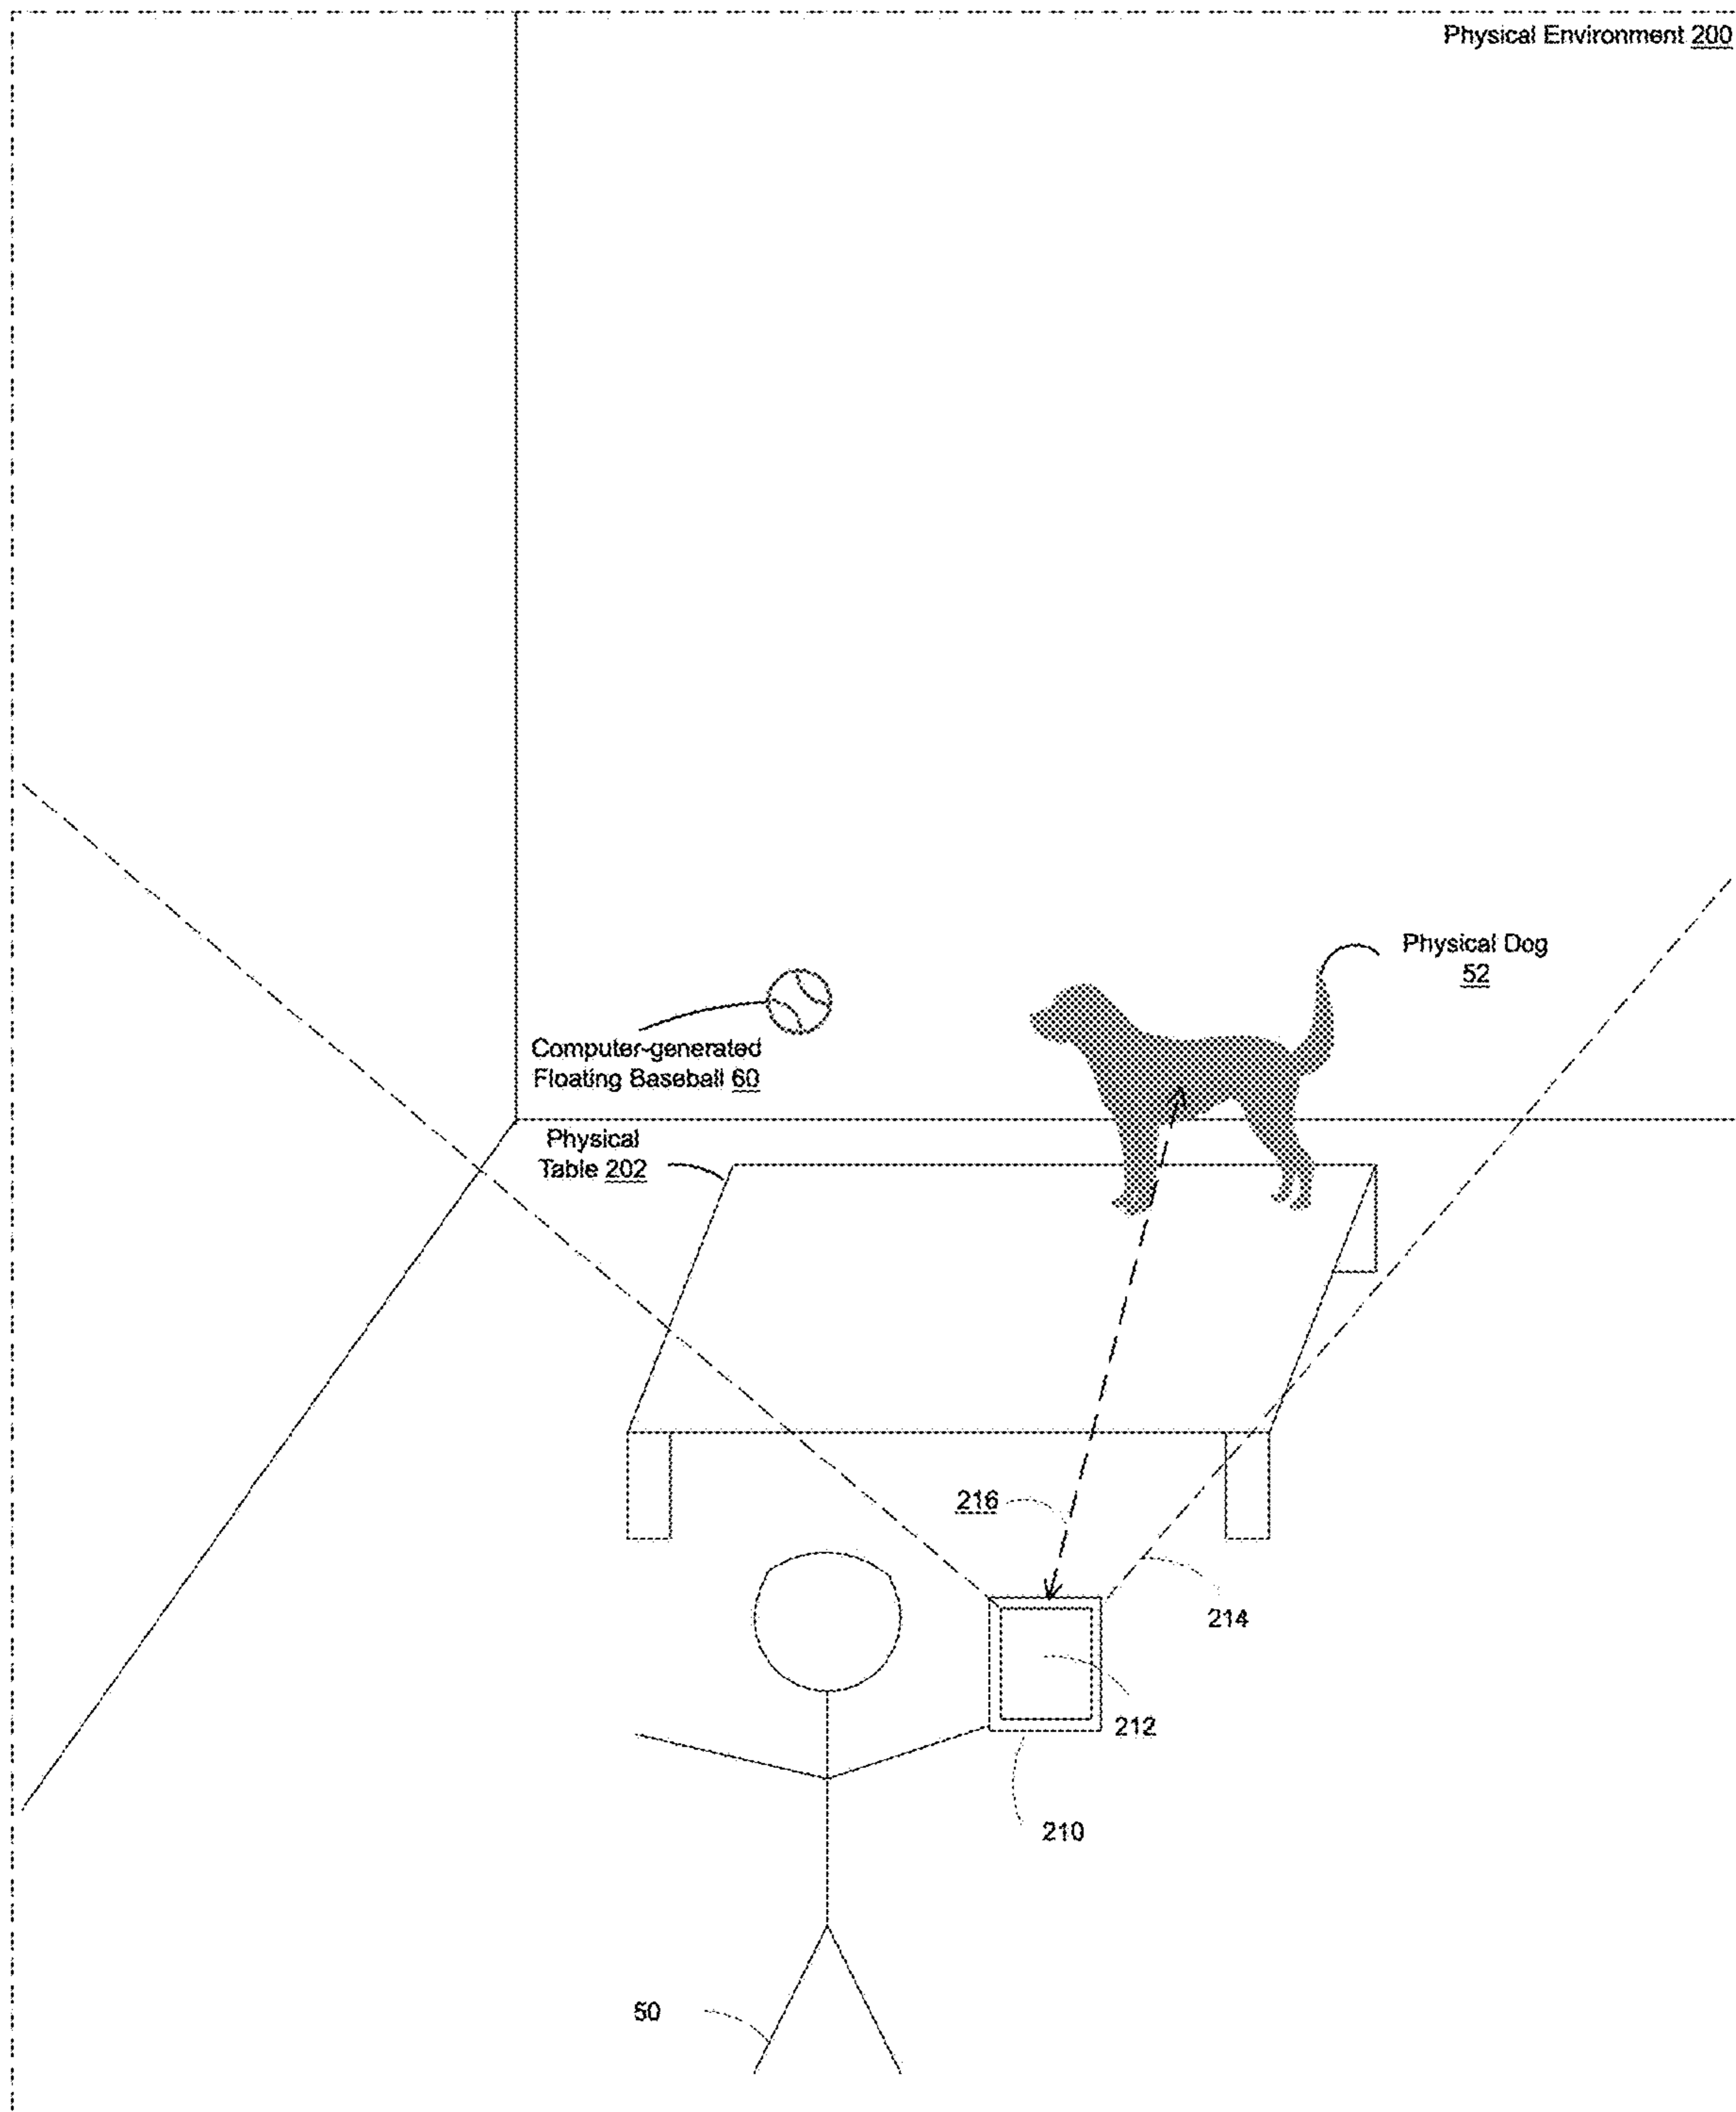 Physical Environment 200
Physical Dog
52
Computer-generated
Floating Baseball 60
Physical
Table 202
216
214
212
210
50